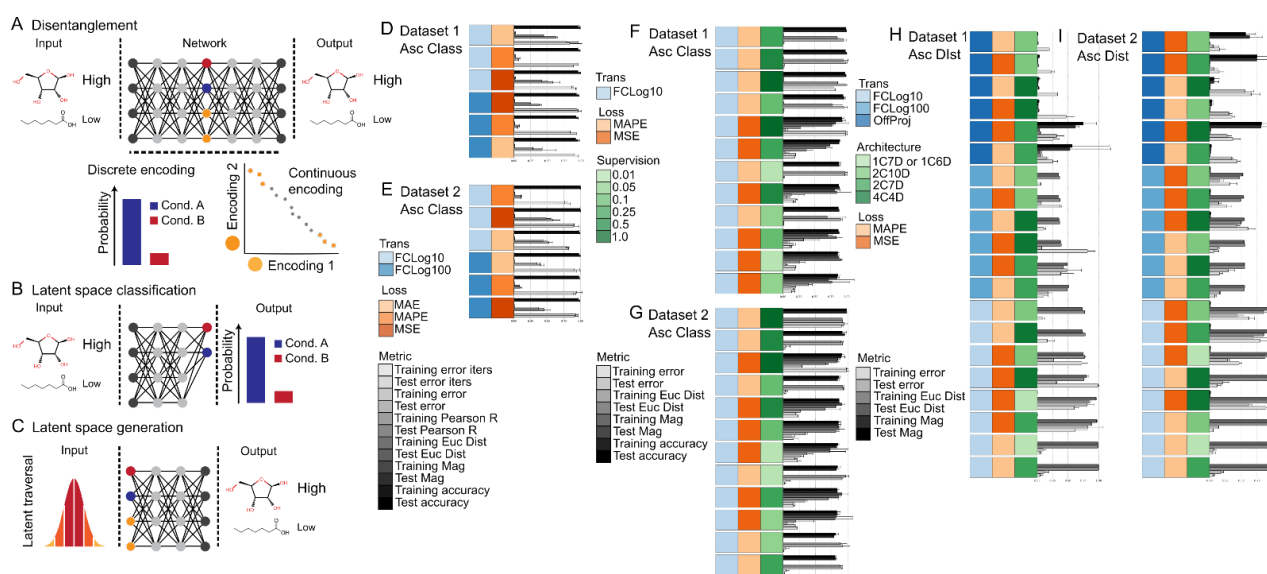 A
Disentanglement
Input
Network
Output
High
Low
High
Low
Discrete encoding
Probability
Cond. A
Cond. B
Continuous
encoding
Encoding 2
Encoding 1
B
Latent space classification
Input
Output
High
Low
Probability
Cond. A
Cond. B
C
Latent space generation
Input
Output
Latent traversal
High
Low
D
Dataset 1
Asc Class
Trans
FCLog10
Loss
MAPE
MSE
Supervision
0.01
0.05
0.1
0.25
0.5
1.0
E
Dataset 2
Asc Class
Trans
FCLog10
FCLog100
Loss
MAE
MAPE
MSE
Metric
Training error iters
Test error iters
Training error
Test error
Training Pearson R
Test Pearson R
Training Euc Dist
Test Euc Dist
Training Mag
Test Mag
Training accuracy
Test accuracy
F
Dataset 1
Asc Class
G
Dataset 2
Asc Class
Metric
Training error
Test error
Training Euc Dist
Test Euc Dist
Training Mag
Test Mag
Training accuracy
Test accuracy
H
Dataset 1
Asc DIst
Trans
FCLog10
FCLog100
OffProj
Architecture
1C7D or 1C6D
2C10D
2C7D
4C4D
Loss
MAPE
MSE
Metric
Training error
Test error
Training Euc Dist
Test Euc Dist
Training Mag
Test Mag
I
Dataset 2
Asc Dist